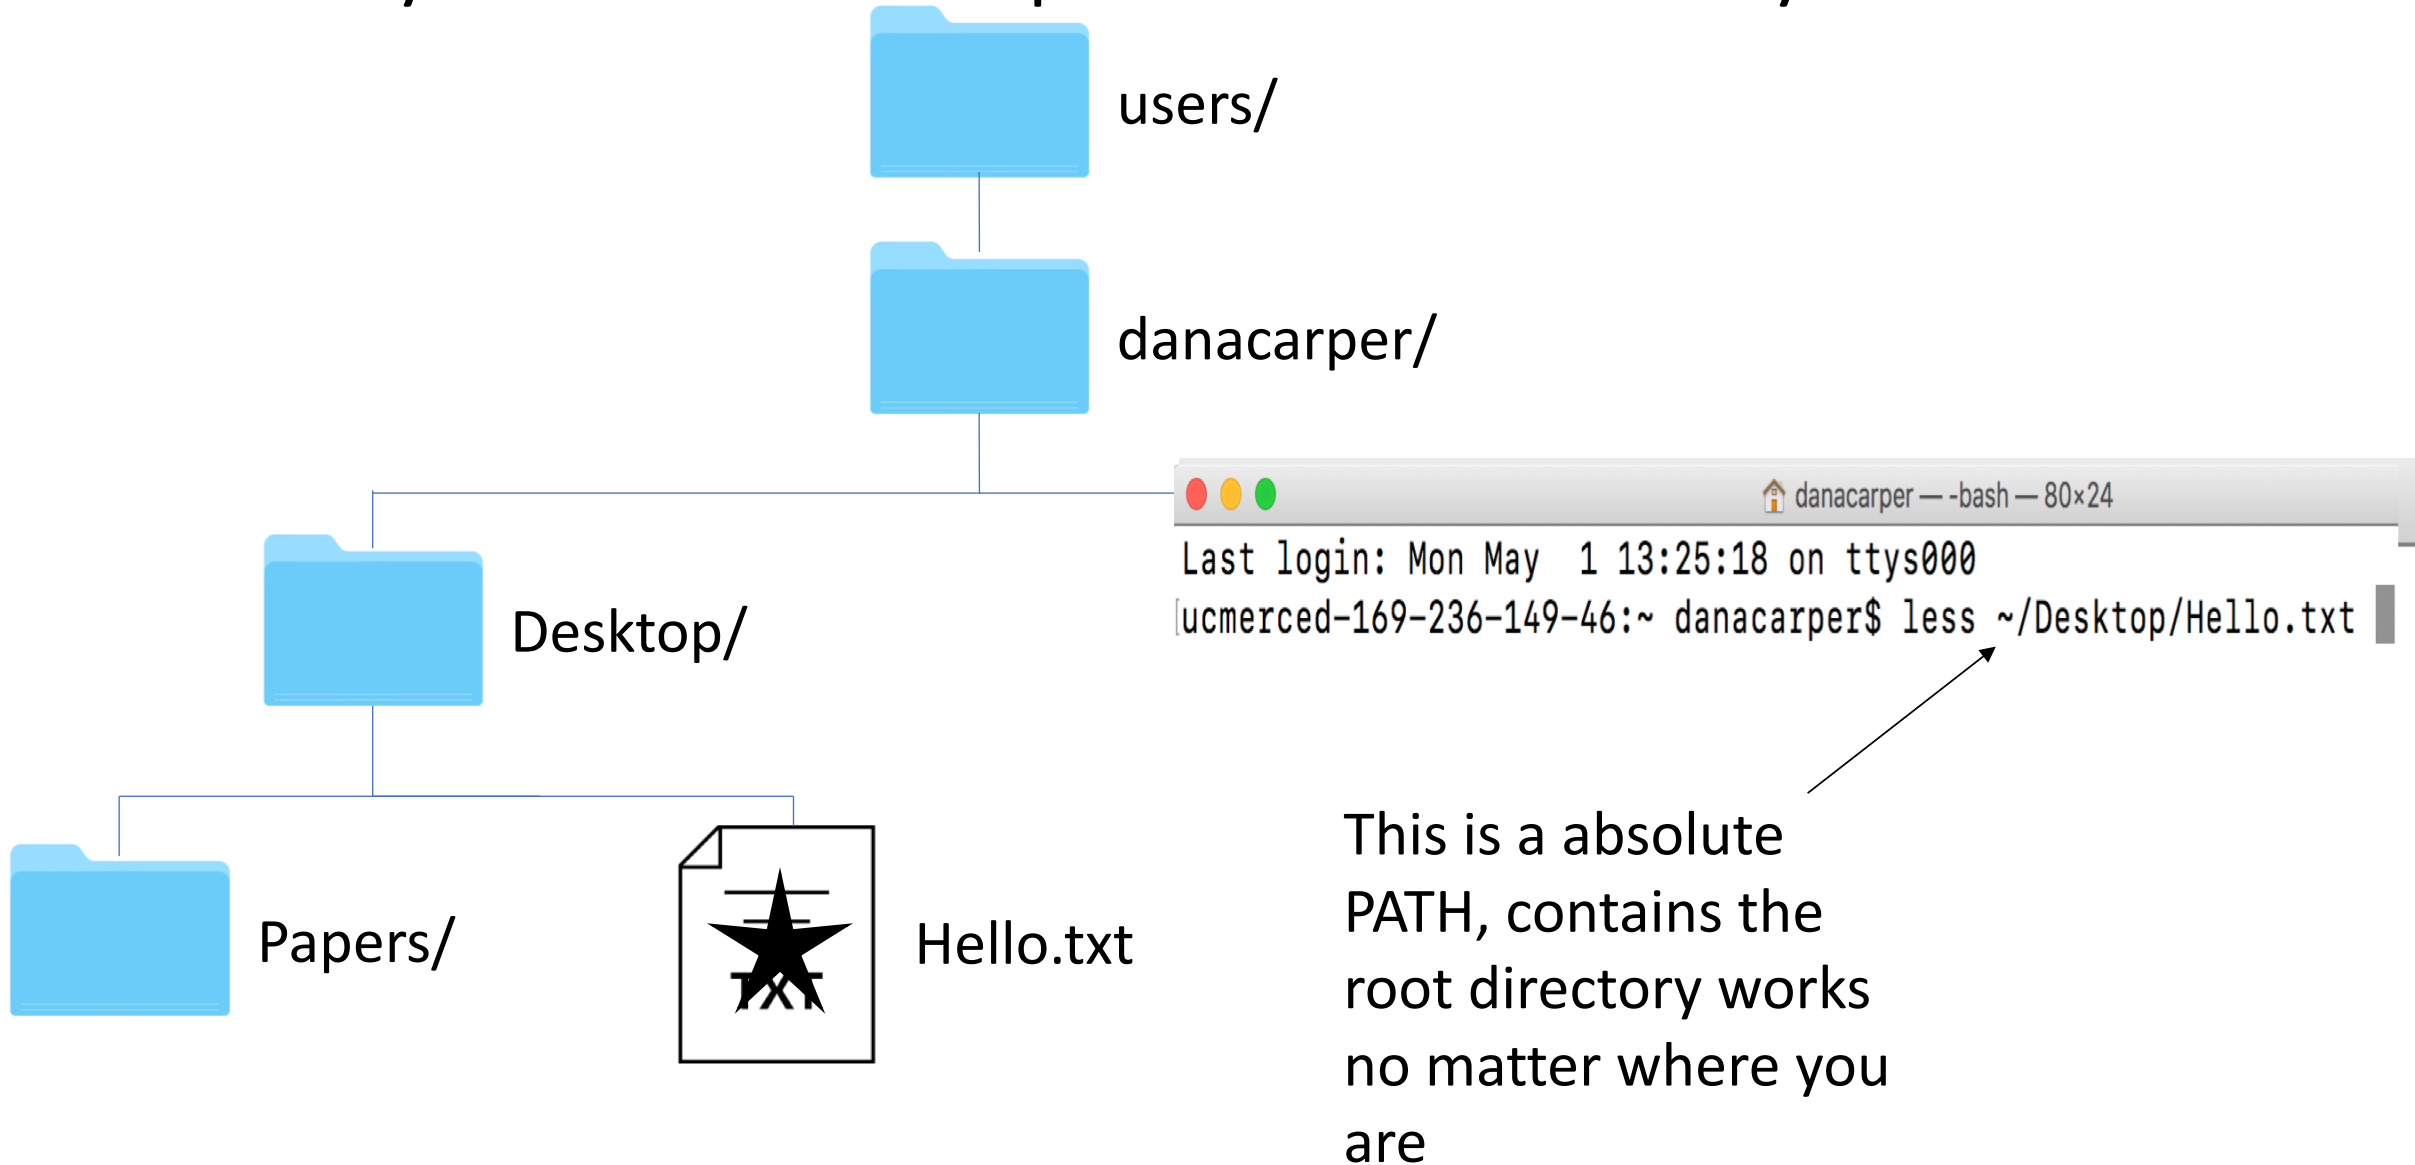 users/
danacarper/
danacarper — -bash — 80×24
Last login: Mon May  1 13:25:18 on ttys000
ucmerced-169-236-149-46:~ danacarper$ less ~/Desktop/Hello.txt
Desktop/
Papers/
TXT
Hello.txt
This is a absolute
PATH, contains the
root directory works
no matter where you
are